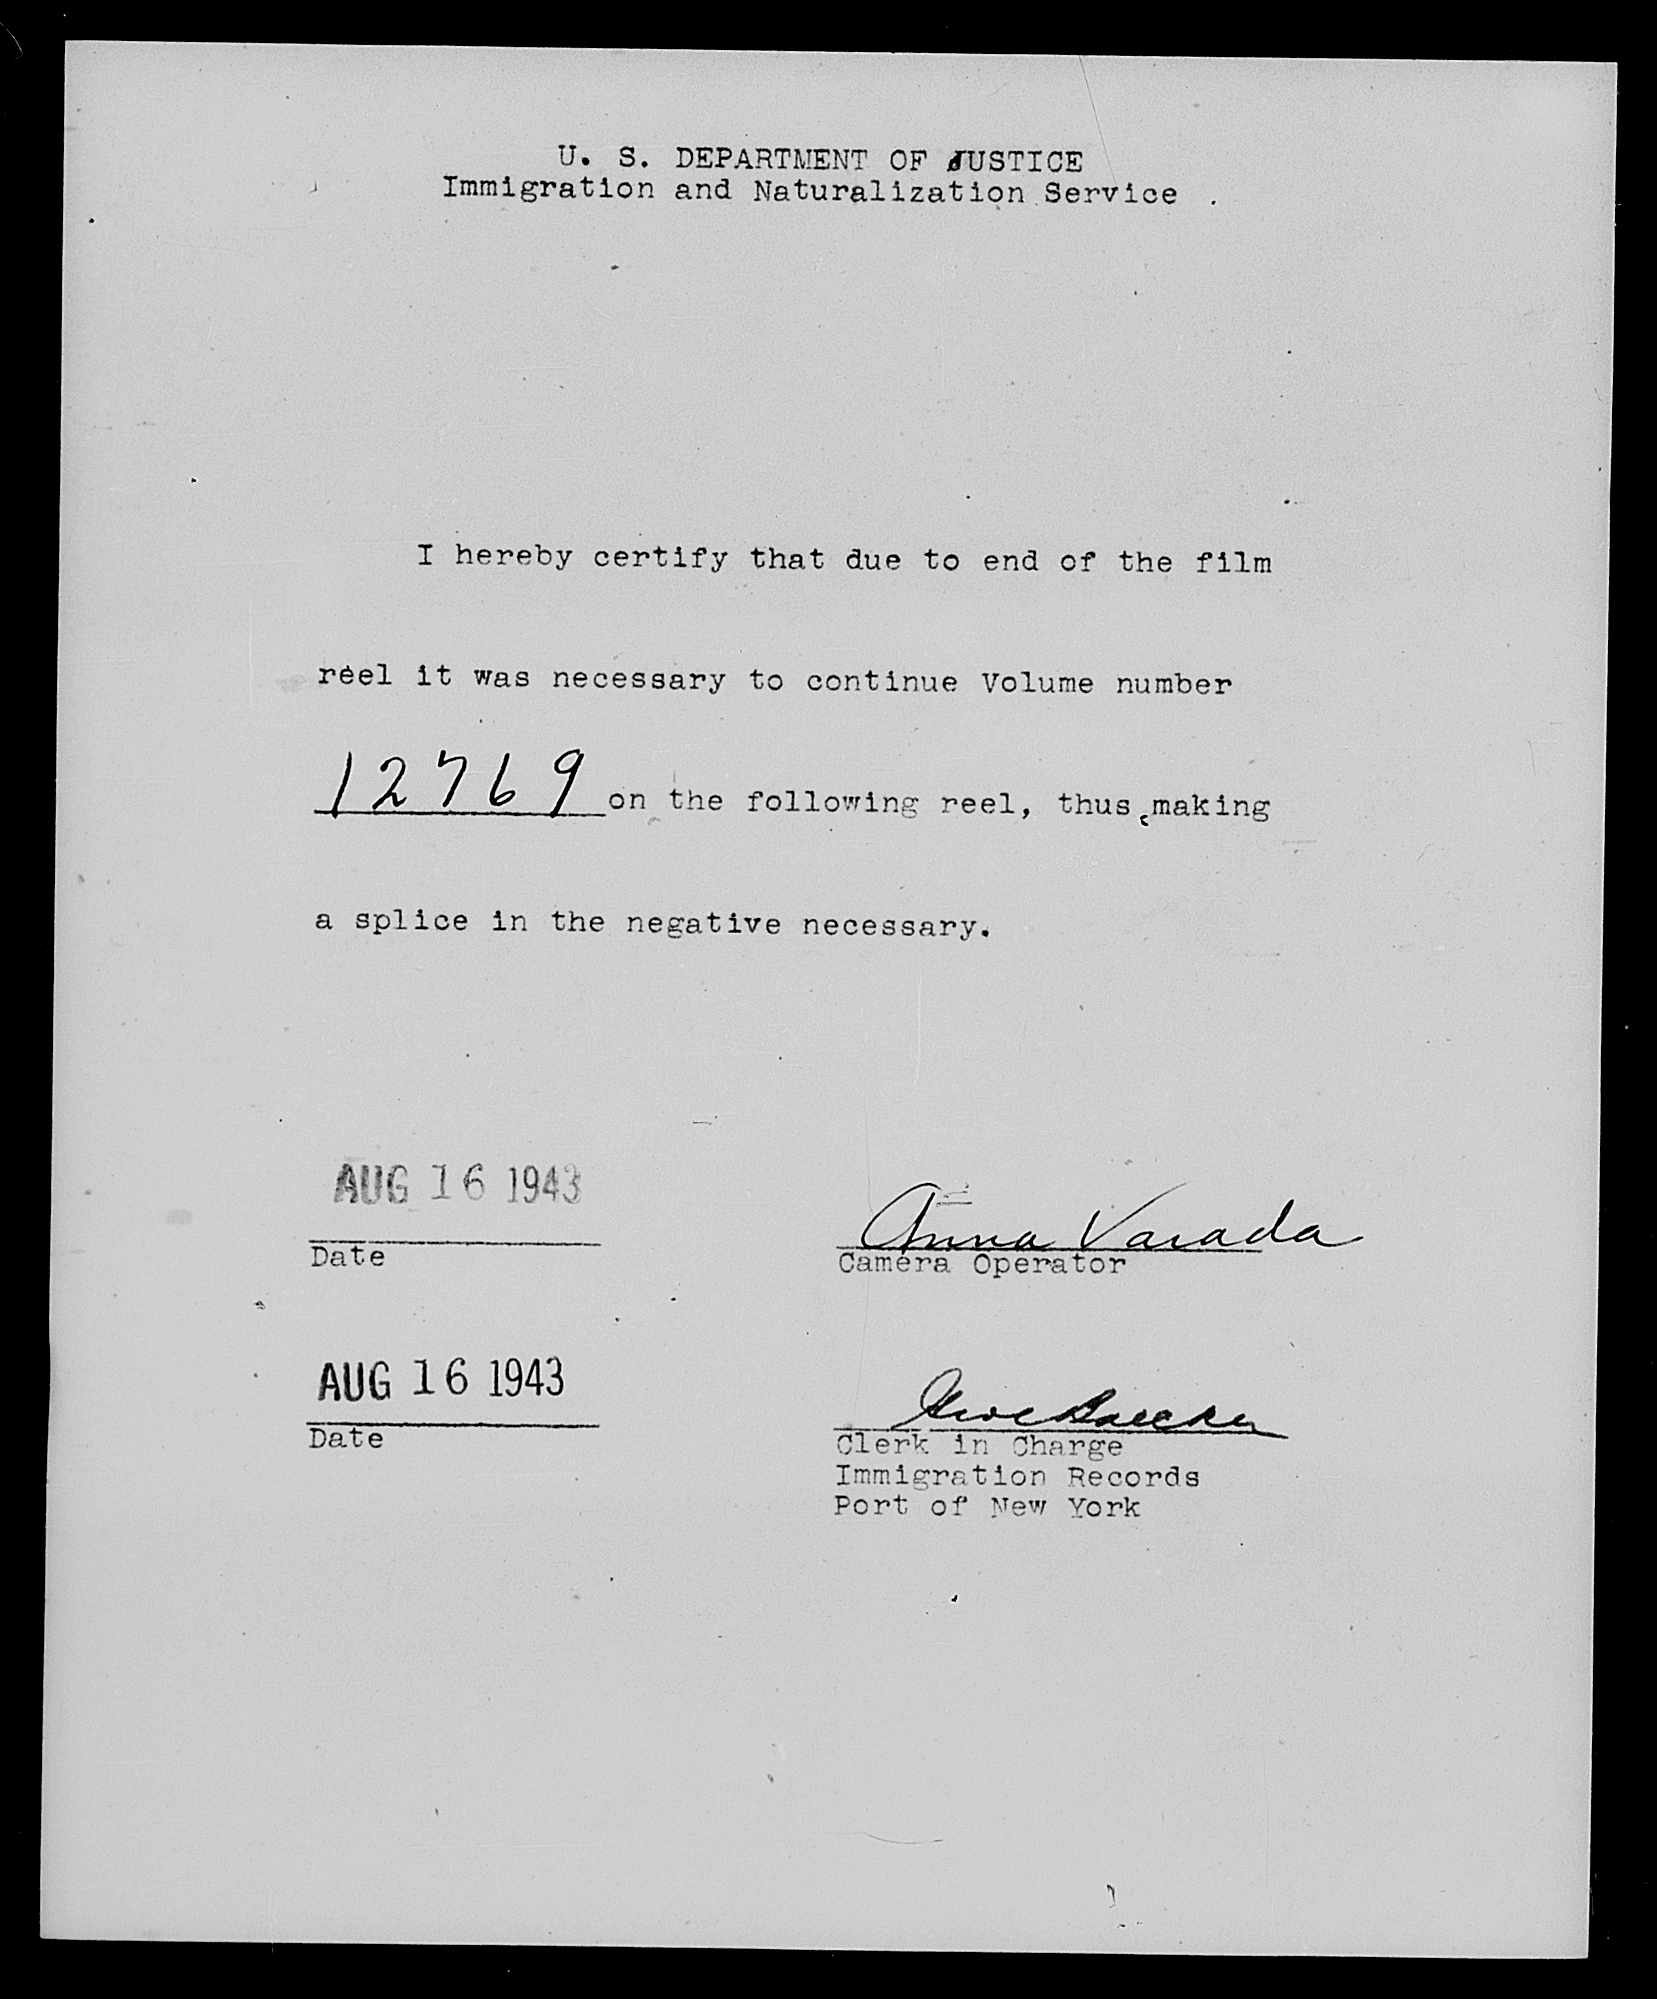 U. S. DEPARTMENT OF JUSTICE
Immigration and Naturalization Service
I hereby certify that due to end of the film
reel it was necessary to continue Volume number
12769 on the following reel, thus making
a splice in the negative necessary.
AUG 16 1943
Anna Varada
Date
Camera Operator
AUG 16 1943
Date
Clerk in Charge
Immigration Records
Port of New York